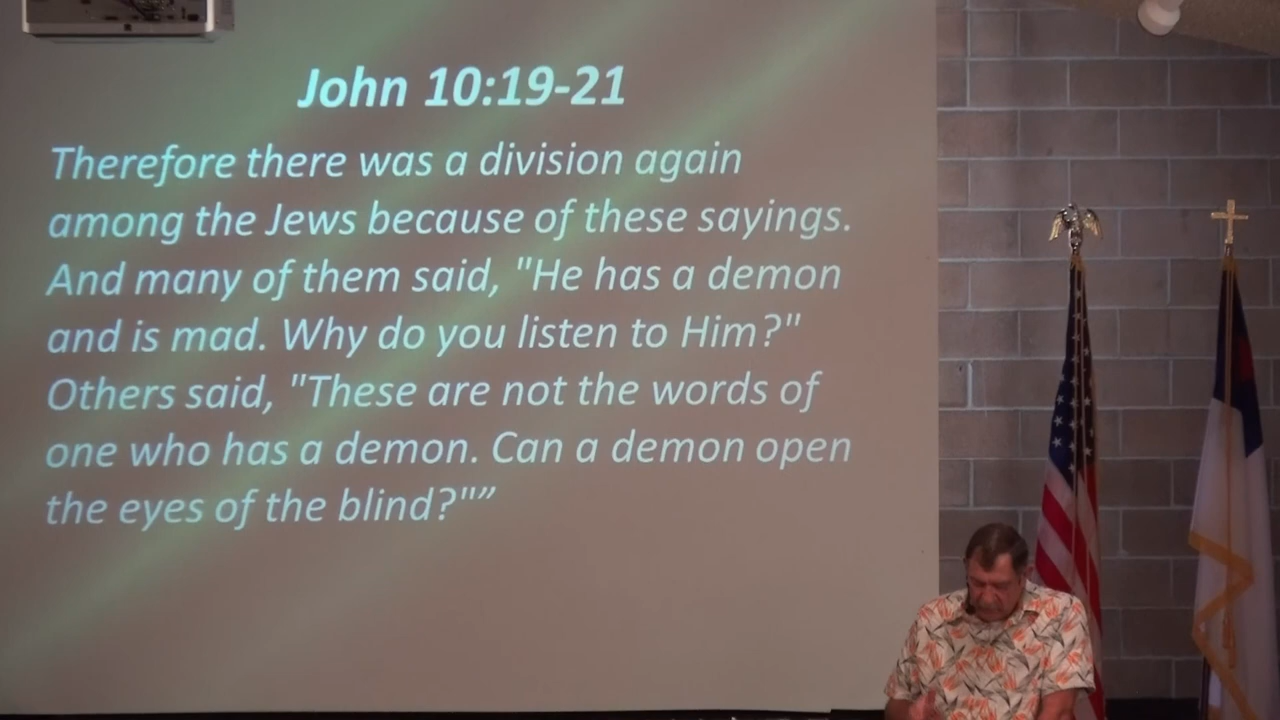 John 10:19-21
Therefore there was a division again
among the Jews because of these sayings.
And many of them said, "He has a demon
and is mad. Why do you listen to Him?"
Others said, "These are not the words of
one who has a demon. Can a demon open
the eyes of the blind?"”